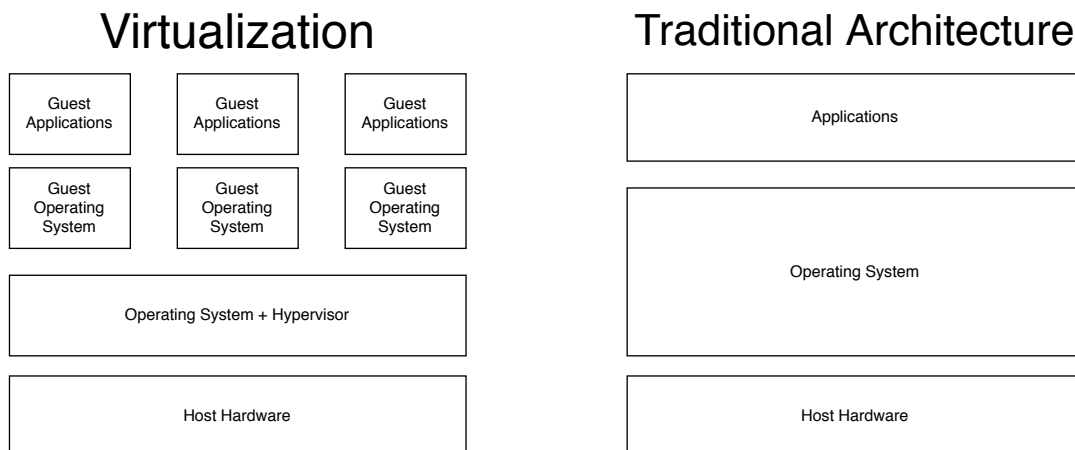 Virtualization
Guest
Applications
Guest
Applications
Guest
Applications
Guest
Operating
System
Guest
Operating
System
Guest
Operating
System
Operating System + Hypervisor
Host Hardware
Traditional Architecture
Applications
Operating System
Host Hardware